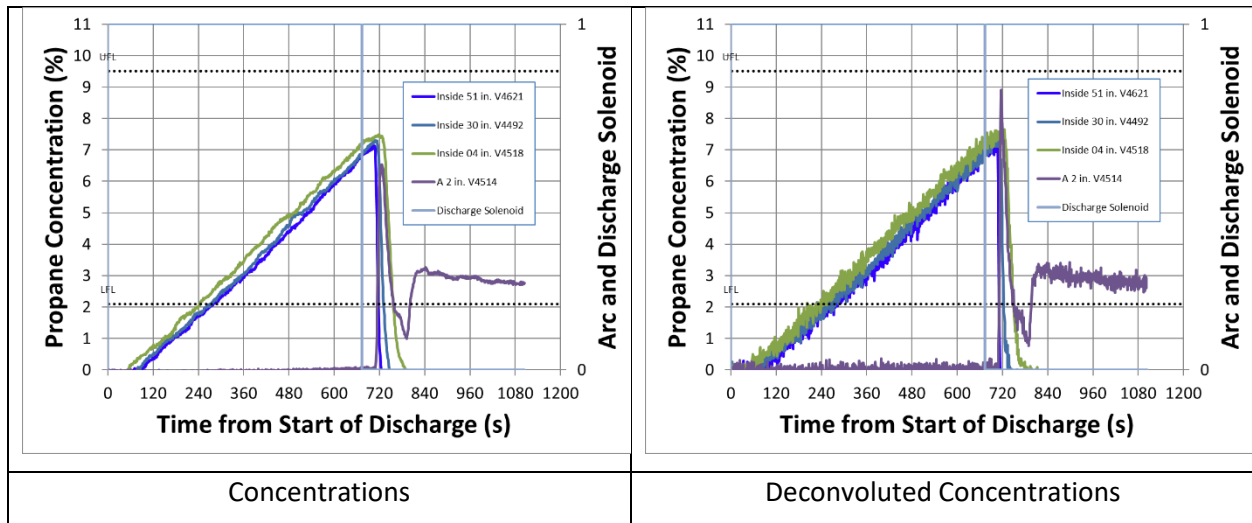 11
10
9
8
7
6
5
4
3
2
1
0
Propane Concentration (%)
UFL
LFL
Inside 51 in. V4621
Inside 30 in. V4492
Inside 04 in. V4518
A 2 in. V4514
Discharge Solenoid
1
0
Arc and Discharge Solenoid
0 120 240 360 480 600 720 840 960 1080 1200
Time from Start of Discharge (s)
Concentrations
11
10
9
8
7
6
5
4
3
2
1
0
Propane Concentration (%)
UFL
LFL
Inside 51 in. V4621
Inside 30 in. V4492
Inside 04 in. V4518
A 2 in. V4514
Discharge Solenoid
1
0
Arc and Discharge Solenoid
0 120 240 360 480 600 720 840 960 1080 1200
Time from Start of Discharge (s)
Deconvoluted Concentrations